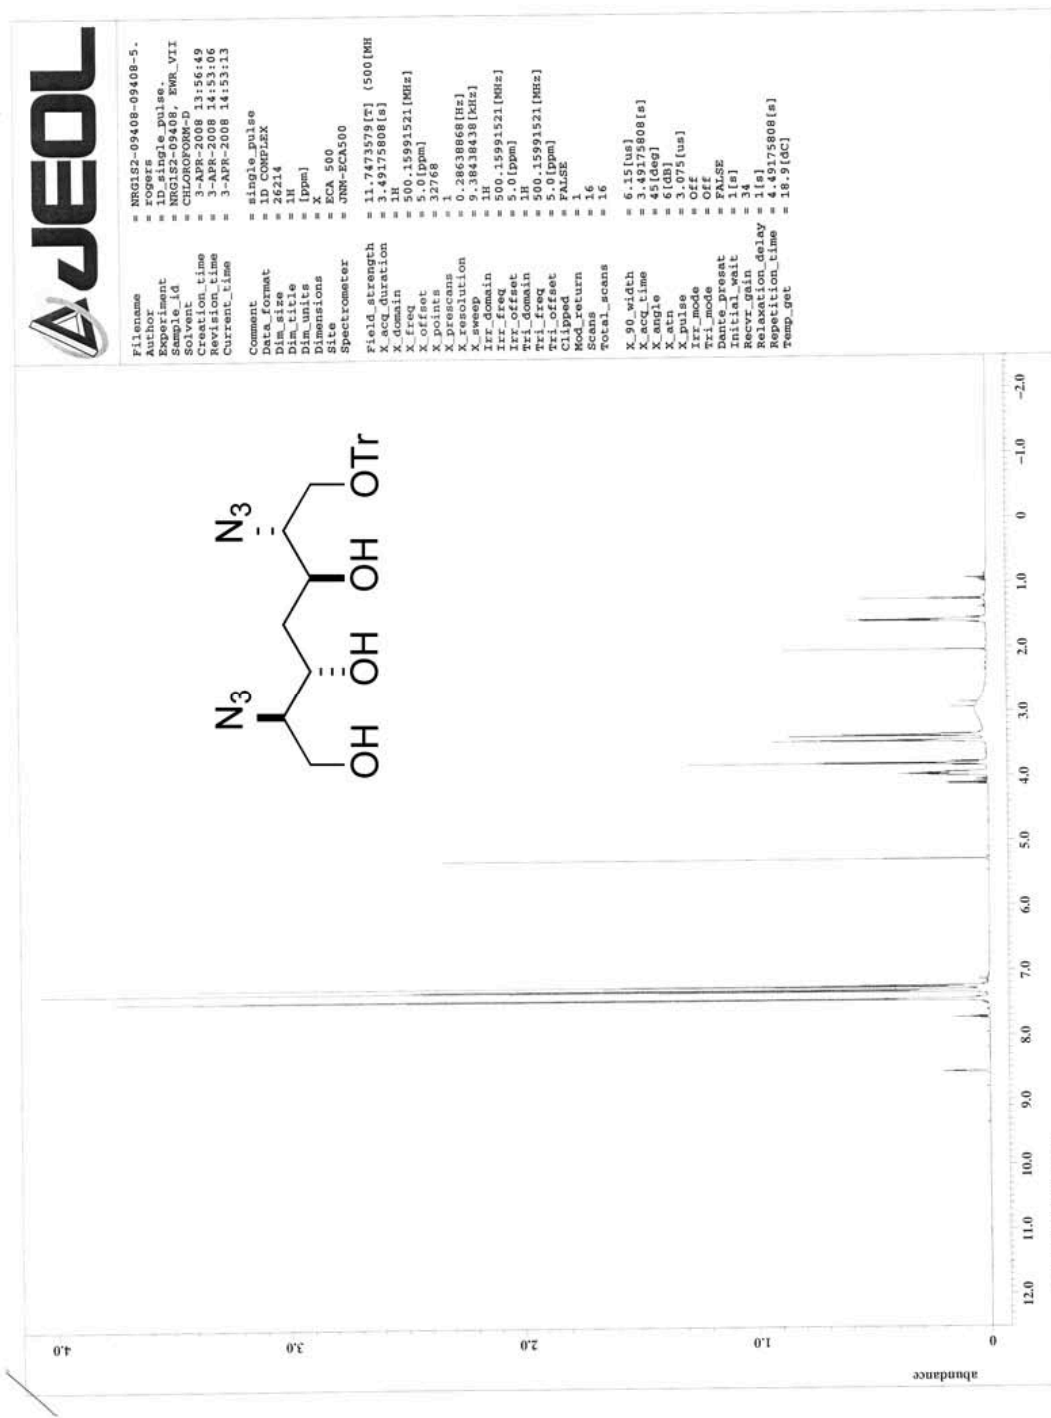 JEOL
Filename = NRG1S2-09408-09408-5.
Author = rogers
Experiment = 1D_single_pulse.
Sample_id = NRG1S2-09408, EWR_VII
Solvent = CHLOROFORM-D
Creation_time = 3-APR-2008 13:56:49
Revision_time = 3-APR-2008 14:53:06
Current_time = 3-APR-2008 14:53:13
Comment = single_pulse
Data_format = 1D COMPLEX
Dim_size = 26214
Dim_title = 1H
Dim_units = [ppm]
Dimensions = X
Site = ECA 500
Spectrometer = JNM-ECA500
Field_strength = 11.7473579[T] (500[MH
X_acq_duration = 3.49175808[s]
X_domain = 1H
X_freq = 500.15991521[MHz]
X_offset = 5.0[ppm]
X_points = 32768
X_prescans = 1
X_resolution = 0.28638868[Hz]
X_sweep = 9.38438438[kHz]
Irr_domain = 1H
Irr_freq = 500.15991521[MHz]
Irr_offset = 5.0[ppm]
Tri_domain = 1H
Tri_freq = 500.15991521[MHz]
Tri_offset = 5.0[ppm]
Clipped = FALSE
Mod_return = 1
Scans = 16
Total_scans = 16
X_90_width = 6.15[us]
X_acq_time = 3.49175808[s]
X_angle = 45[deg]
X_atn = 6[dB]
X_pulse = 3.075[us]
Irr_mode = Off
Tri_mode = Off
Dante_presat = FALSE
Initial_wait = 1[s]
Recvr_gain = 34
Relaxation_delay = 1[s]
Repetition_time = 4.49175808[s]
Temp_get = 18.9[dC]
N3 N3
OH OH OH OTr
abundance
0 1.0 2.0 3.0 4.0
12.0 11.0 10.0 9.0 8.0 7.0 6.0 5.0 4.0 3.0 2.0 1.0 0 -1.0 -2.0